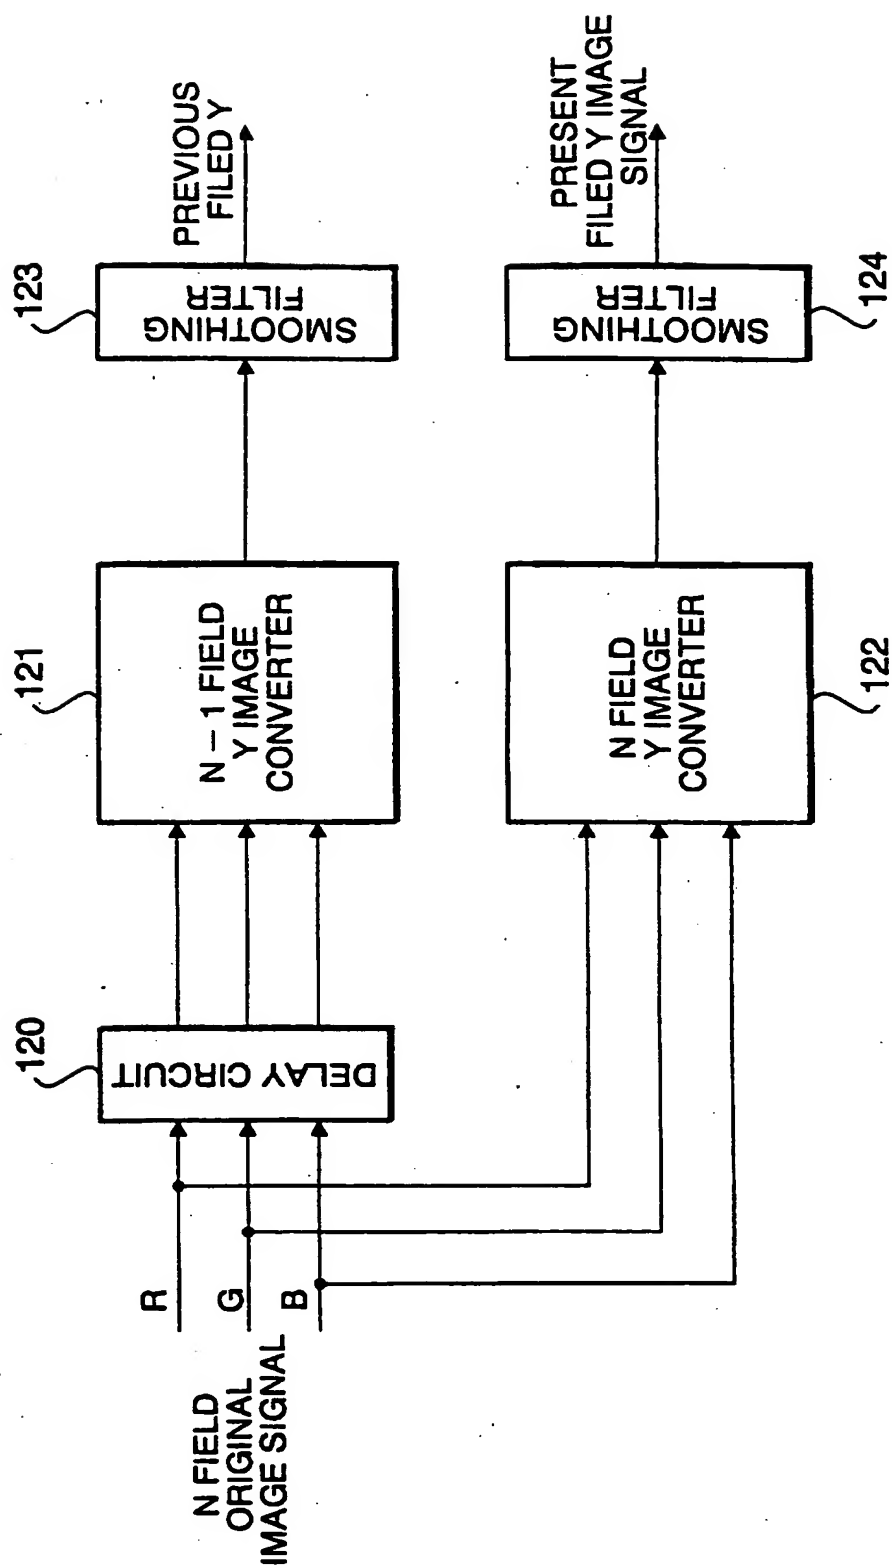 N FIELD
ORIGINAL
IMAGE SIGNAL
R
G
B
120
DELAY CIRCUIT
121
N – 1 FIELD
Y IMAGE
CONVERTER
123
SMOOTHING
FILTER
PREVIOUS
FILED Y
N FIELD
Y IMAGE
CONVERTER
122
SMOOTHING
FILTER
124
PRESENT
FILED Y IMAGE
SIGNAL